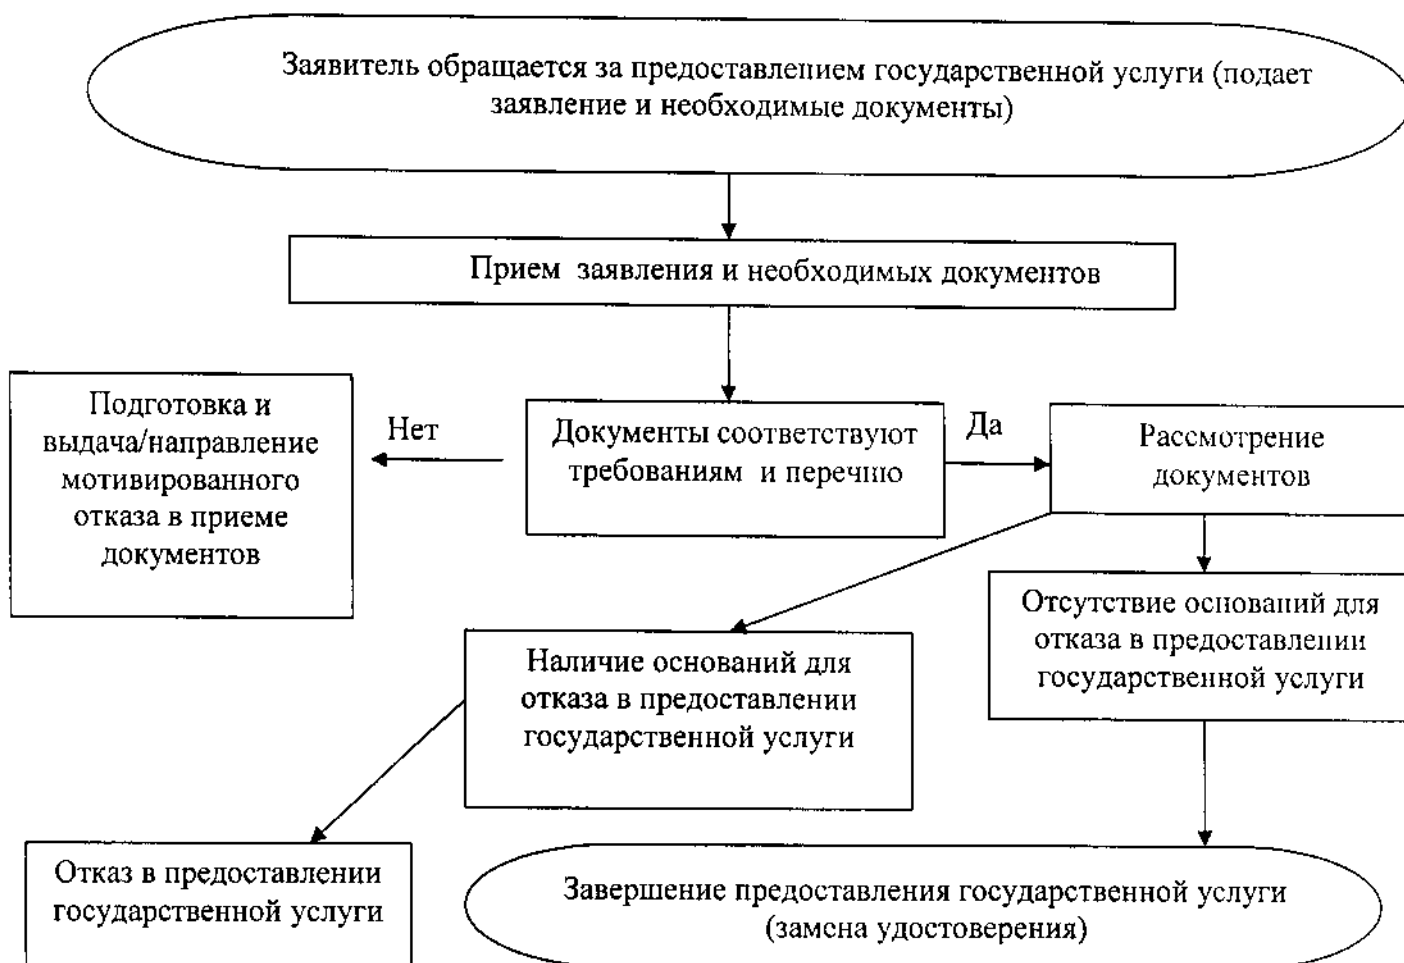 Заявитель обращается за предоставлением государственной услуги (подает
заявление и необходимые документы)
Прием заявления и необходимых документов
Подготовка и
выдача/направление
мотивированного
отказа в приеме
документов
Нет
Документы соответствуют
требованиям и перечню
Да
Рассмотрение
документов
Отсутствие оснований для
отказа в предоставлении
государственной услуги
Наличие оснований для
отказа в предоставлении
государственной услуги
Отказ в предоставлении
государственной услуги
Завершение предоставления государственной услуги
(замена удостоверения)